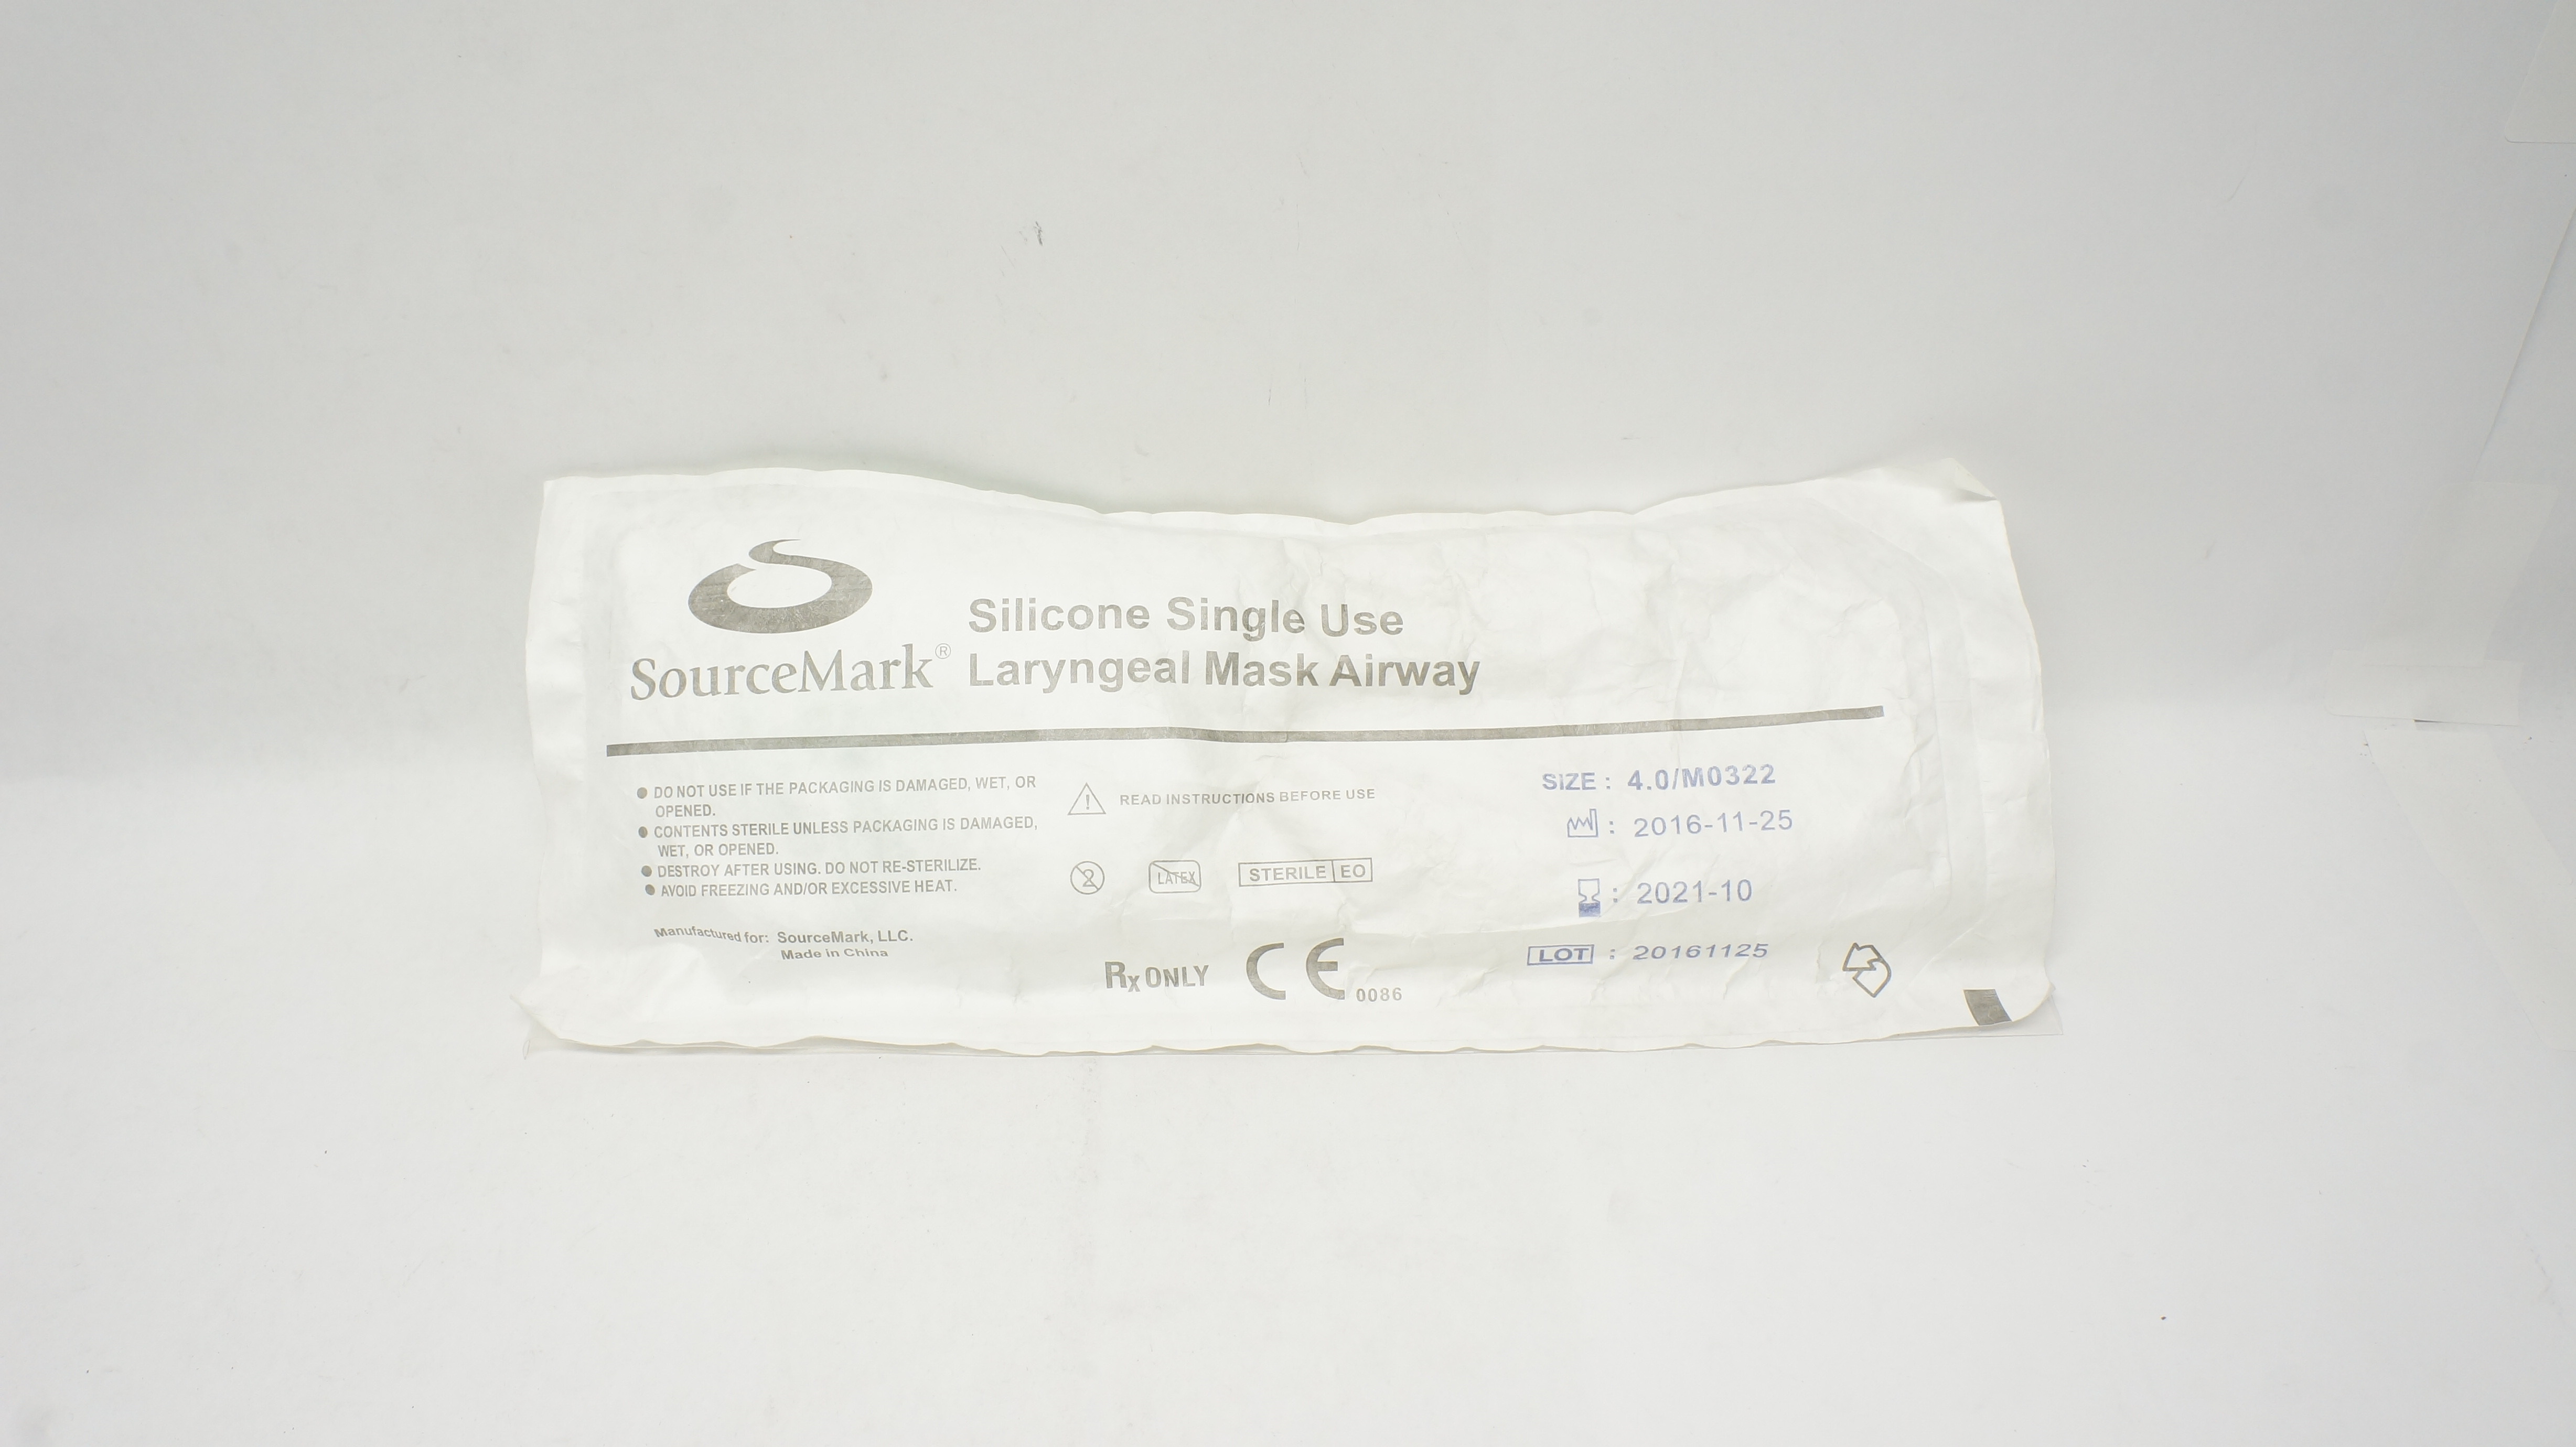 SourceMark®
Silicone Single Use
Laryngeal Mask Airway
● DO NOT USE IF THE PACKAGING IS DAMAGED, WET, OR
OPENED.
● CONTENTS STERILE UNLESS PACKAGING IS DAMAGED,
WET, OR OPENED.
● DESTROY AFTER USING. DO NOT RE-STERILIZE.
● AVOID FREEZING AND/OR EXCESSIVE HEAT.
Manufactured for: SourceMark, LLC.
Made in China
READ INSTRUCTIONS BEFORE USE
2
LATEX
STERILE EO
Rx ONLY
CE 0086
SIZE : 4.0/M0322
: 2016-11-25
: 2021-10
LOT : 20161125